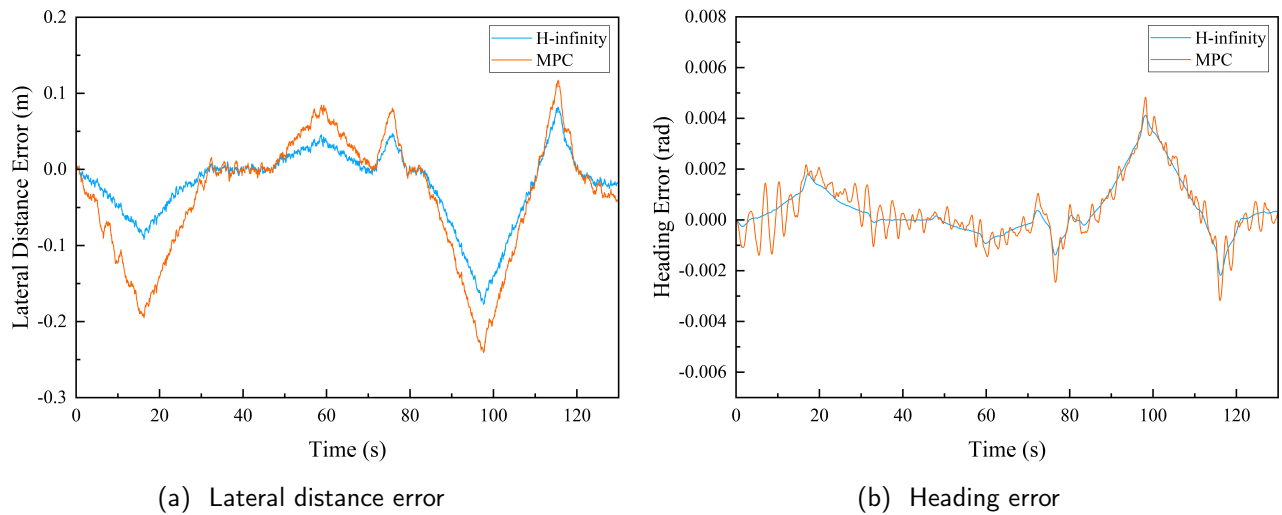 0.2
0.1
0.0
-0.1
-0.2
-0.3
Lateral Distance Error (m)
H-infinity
MPC
0 20 40 60 80 100 120
Time (s)
(a) Lateral distance error
0.008
0.006
0.004
0.002
0.000
-0.002
-0.004
-0.006
Heading Error (rad)
H-infinity
MPC
0 20 40 60 80 100 120
Time (s)
(b) Heading error